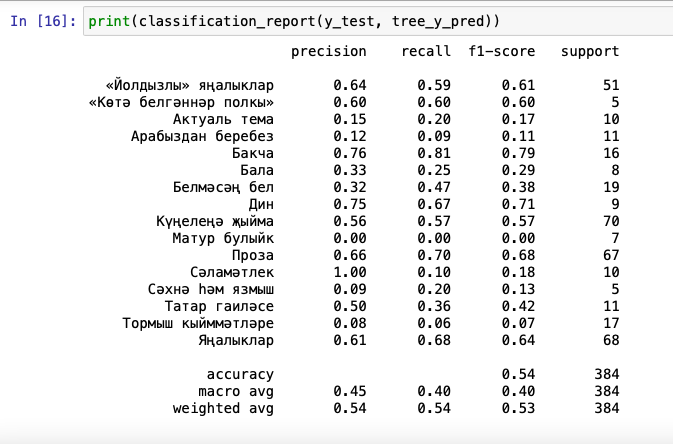 In [16]: print(classification_report(y_test, tree_y_pred))
precision recall f1-score support
«Йолдызлы» яңалыклар 0.64 0.59 0.61 51
«Көтә белгәннәр полкы» 0.60 0.60 0.60 5
Актуаль тема 0.15 0.20 0.17 10
Арабыздан беребез 0.12 0.09 0.11 11
Бакча 0.76 0.81 0.79 16
Бала 0.33 0.25 0.29 8
Белмәсәң бел 0.32 0.47 0.38 19
Дин 0.75 0.67 0.71 9
Күңелеңә җыйма 0.56 0.57 0.57 70
Матур булыйк 0.00 0.00 0.00 7
Проза 0.66 0.70 0.68 67
Сәламәтлек 1.00 0.10 0.18 10
Сәхнә һәм язмыш 0.09 0.20 0.13 5
Татар гаиләсе 0.50 0.36 0.42 11
Тормыш кыйммәтләре 0.08 0.06 0.07 17
Яңалыклар 0.61 0.68 0.64 68
accuracy 0.54 384
macro avg 0.45 0.40 0.40 384
weighted avg 0.54 0.54 0.53 384